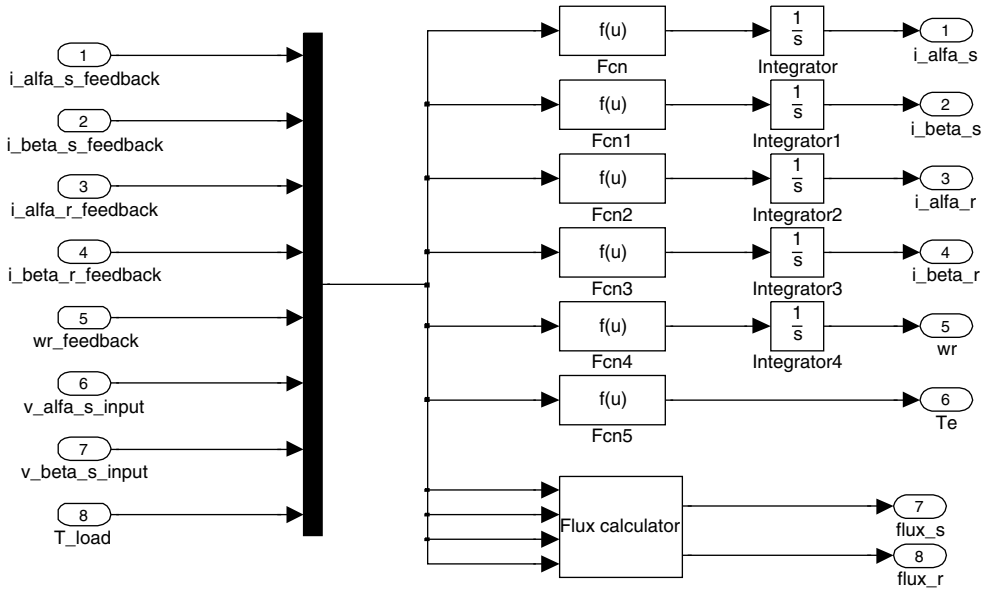 1
i_alfa_s_feedback
2
i_beta_s_feedback
3
i_alfa_r_feedback
4
i_beta_r_feedback
5
wr_feedback
6
v_alfa_s_input
7
v_beta_s_input
8
T_load
f(u)
Fcn
1
s
Integrator
1
i_alfa_s
f(u)
Fcn1
1
s
Integrator1
2
i_beta_s
f(u)
Fcn2
1
s
Integrator2
3
i_alfa_r
f(u)
Fcn3
1
s
Integrator3
4
i_beta_r
f(u)
Fcn4
1
s
Integrator4
5
wr
f(u)
Fcn5
6
Te
Flux calculator
7
flux_s
8
flux_r